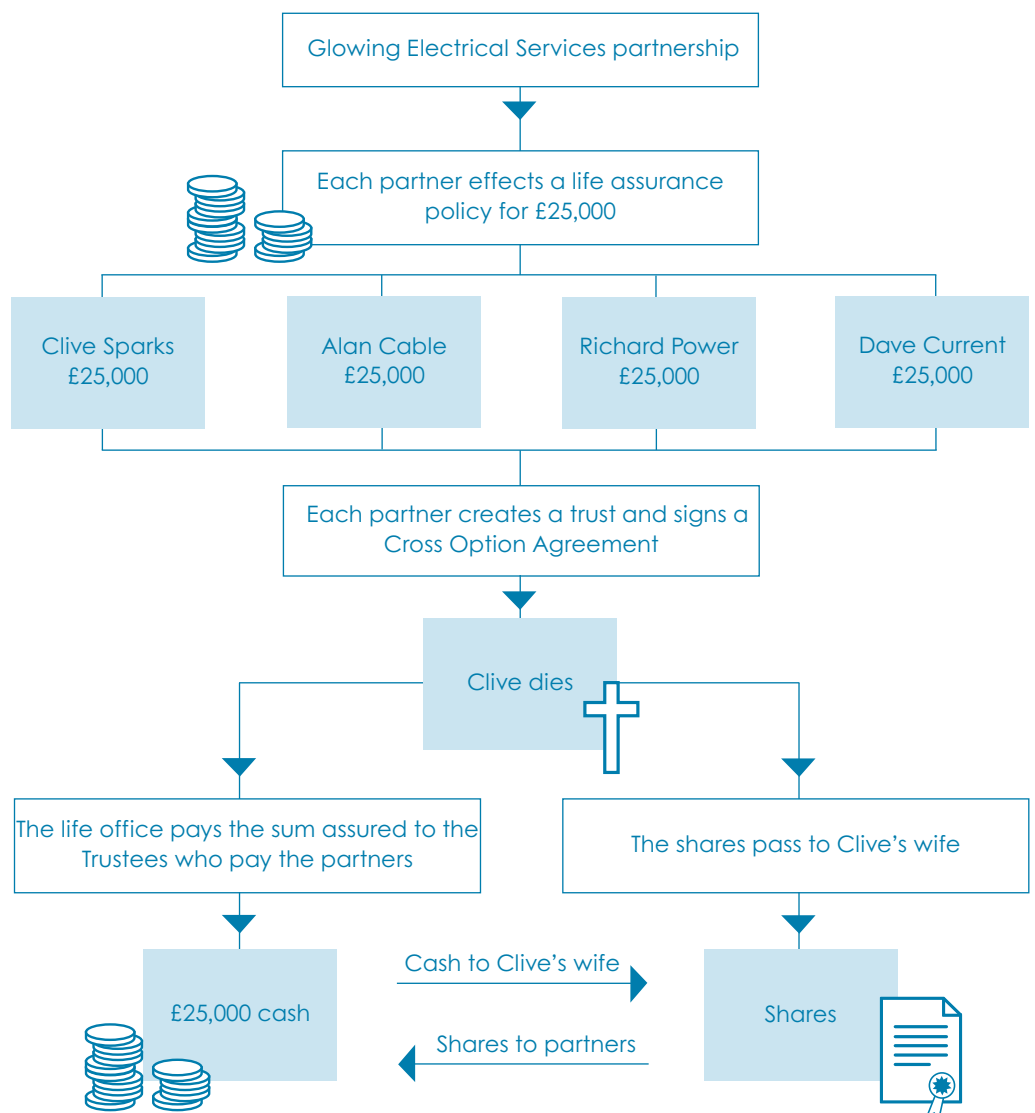 Glowing Electrical Services partnership
Each partner effects a life assurance
policy for £25,000
Clive Sparks
£25,000
Alan Cable
£25,000
Richard Power
£25,000
Dave Current
£25,000
Each partner creates a trust and signs a
Cross Option Agreement
Clive dies
The life office pays the sum assured to the
Trustees who pay the partners
The shares pass to Clive’s wife
£25,000 cash
Cash to Clive’s wife
Shares to partners
Shares